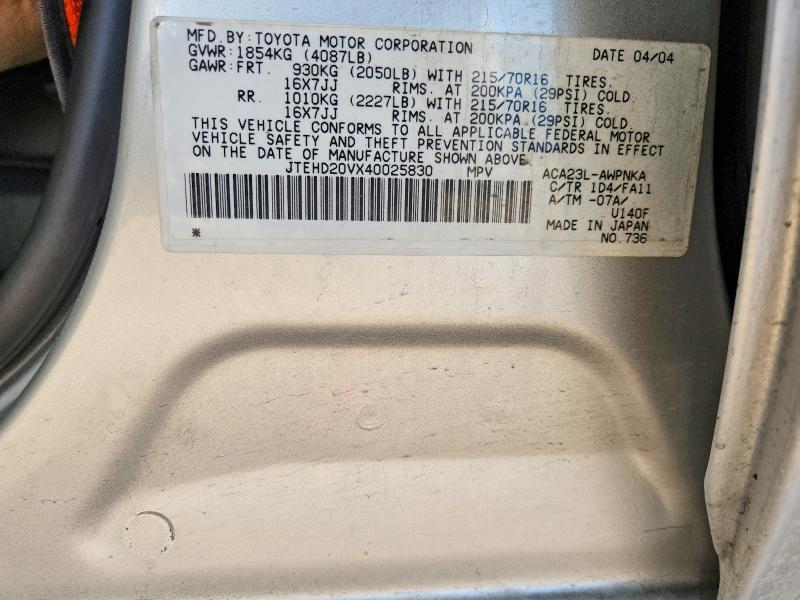 MFD. BY: TOYOTA MOTOR CORPORATION DATE 04/04
GVWR: 1854KG (4087LB)
GAWR: FRT. 930KG (2050LB) WITH 215/70R16 TIRES.
16X7JJ RIMS. AT 200KPA (29PSI) COLD.
RR. 1010KG (2227LB) WITH 215/70R16 TIRES.
16X7JJ RIMS. AT 200KPA (29PSI) COLD.
THIS VEHICLE CONFORMS TO ALL APPLICABLE FEDERAL MOTOR
VEHICLE SAFETY AND THEFT PREVENTION STANDARDS IN EFFECT
ON THE DATE OF MANUFACTURE SHOWN ABOVE.
JTEHD20VX40025830 MPV ACA23L-AWPNKA
C/TR 1D4/FA11
A/TM -07A/
U140F
MADE IN JAPAN
* NO.736